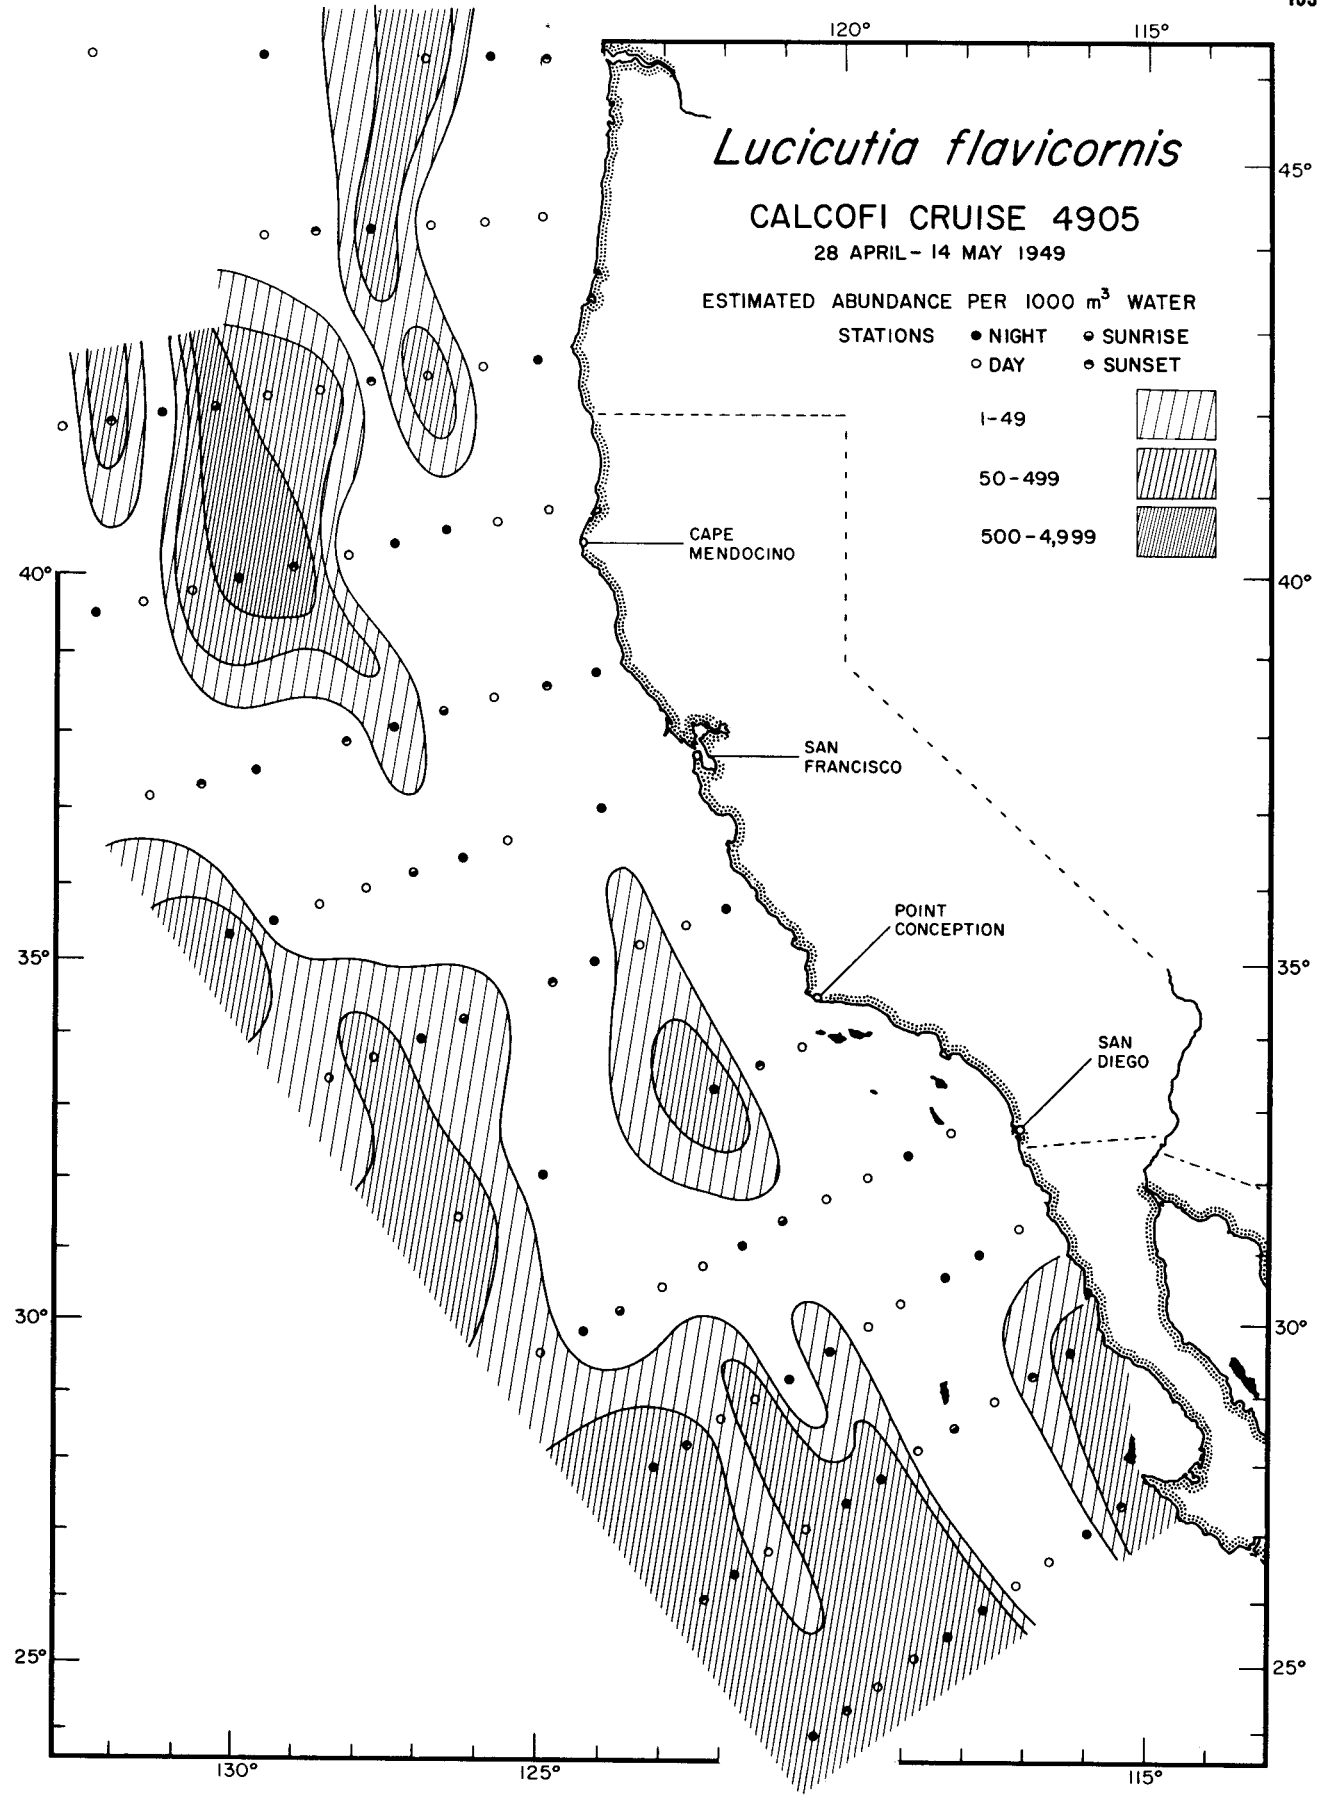 120° 115°
Lucicutia flavicornis
45°
CALCOFI CRUISE 4905
28 APRIL - 14 MAY 1949
ESTIMATED ABUNDANCE PER 1000 m³ WATER
STATIONS ● NIGHT ◒ SUNRISE
○ DAY ◓ SUNSET
1-49
50-499
500-4,999
CAPE
MENDOCINO
40° 40°
SAN
FRANCISCO
POINT
CONCEPTION
35° 35°
SAN
DIEGO
30° 30°
25° 25°
130° 125° 115°